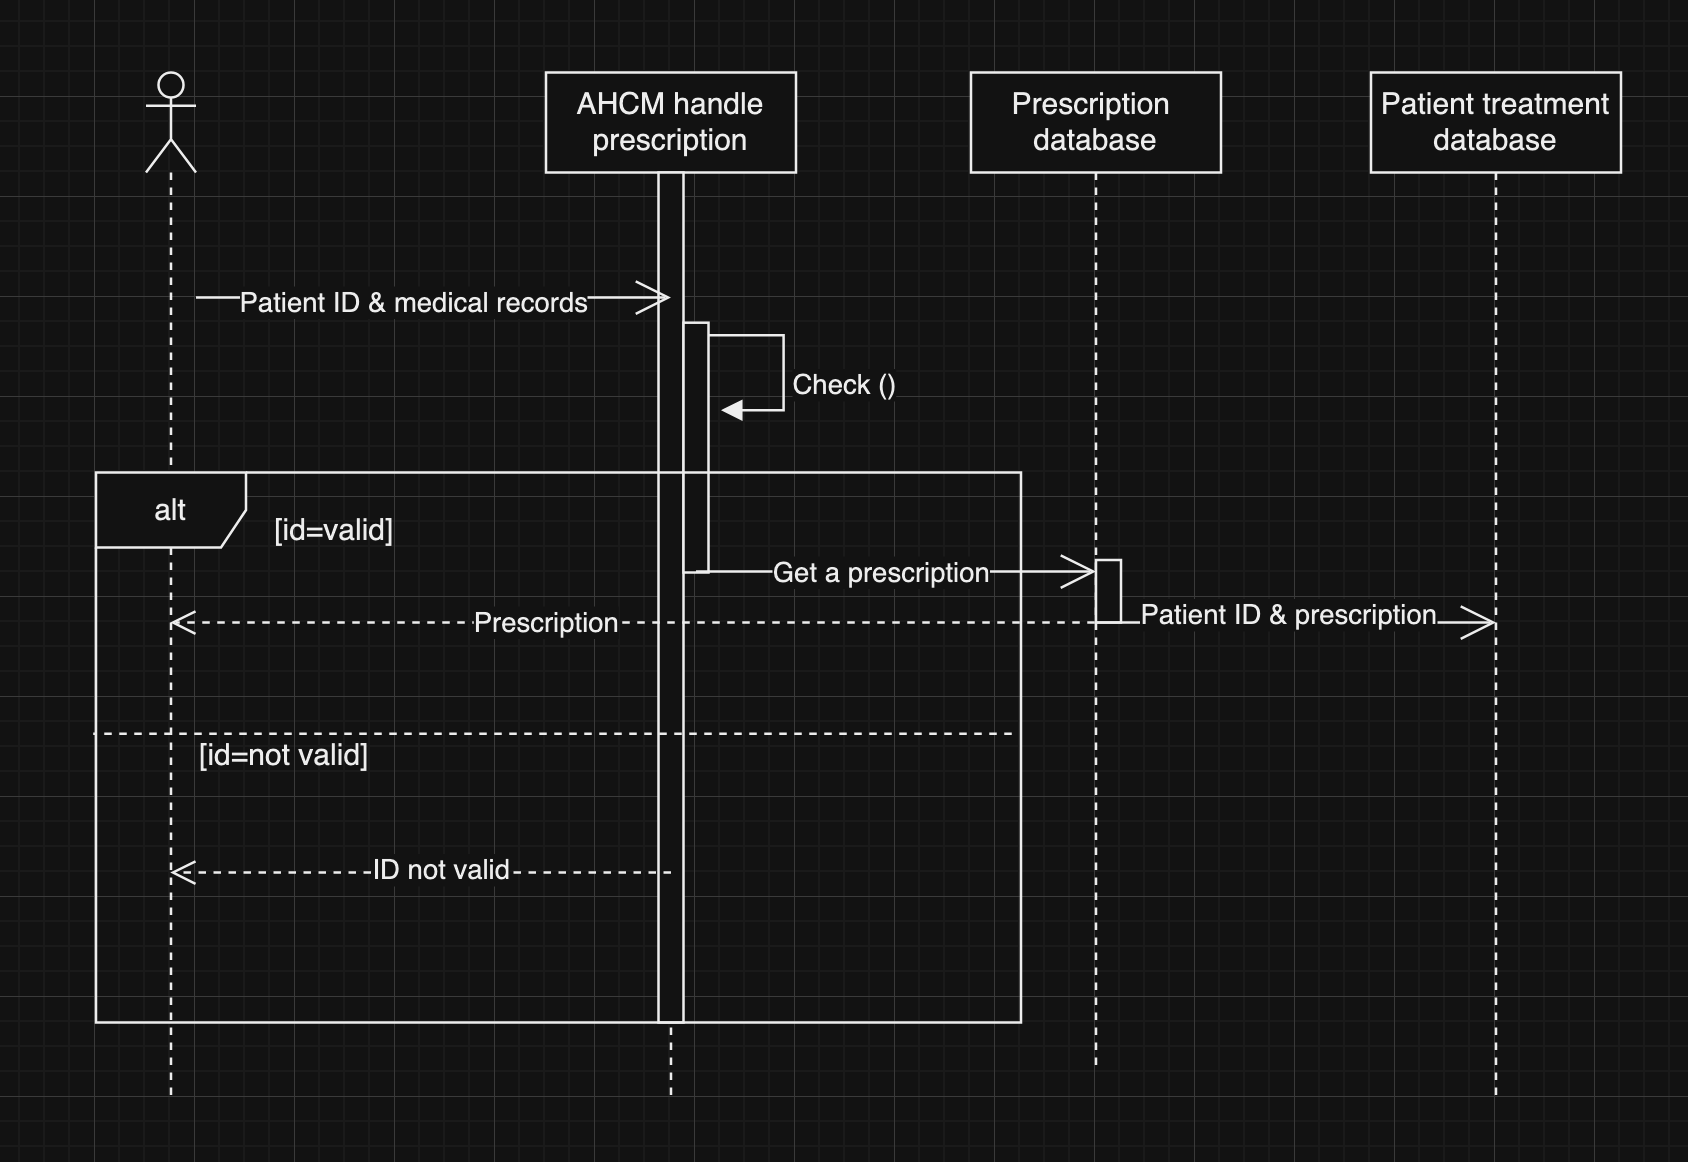 AHCM handle
prescription
Prescription
database
Patient treatment
database
Patient ID & medical records
Check ()
alt
[id=valid]
Get a prescription
Patient ID & prescription
Prescription
[id=not valid]
ID not valid